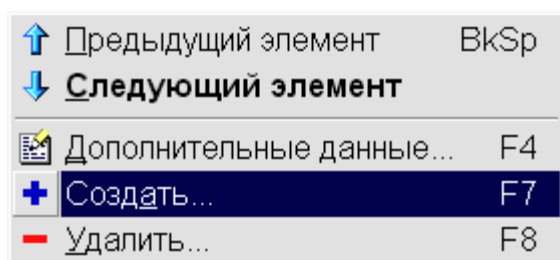 Предыдущий элемент BkSp
Следующий элемент
Дополнительные данные... F4
Создать... F7
Удалить... F8